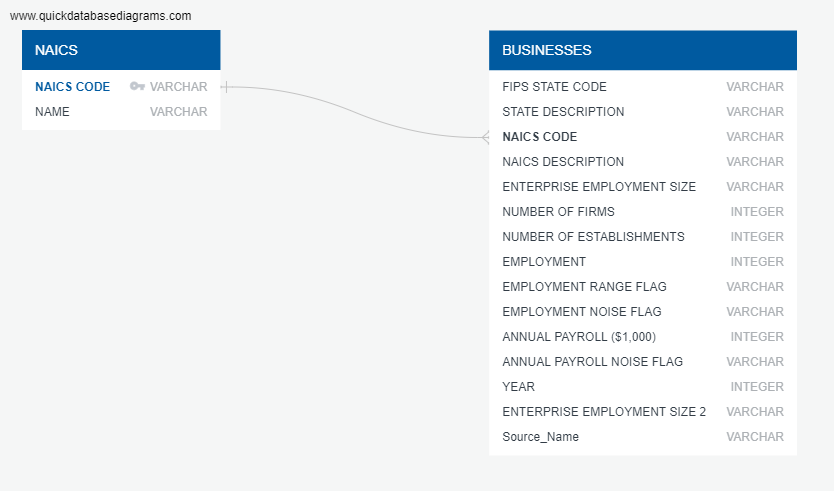 www.quickdatabasediagrams.com
NAICS
NAICS CODE VARCHAR
NAME VARCHAR
BUSINESSES
FIPS STATE CODE VARCHAR
STATE DESCRIPTION VARCHAR
NAICS CODE VARCHAR
NAICS DESCRIPTION VARCHAR
ENTERPRISE EMPLOYMENT SIZE VARCHAR
NUMBER OF FIRMS INTEGER
NUMBER OF ESTABLISHMENTS INTEGER
EMPLOYMENT INTEGER
EMPLOYMENT RANGE FLAG VARCHAR
EMPLOYMENT NOISE FLAG VARCHAR
ANNUAL PAYROLL ($1,000) INTEGER
ANNUAL PAYROLL NOISE FLAG VARCHAR
YEAR INTEGER
ENTERPRISE EMPLOYMENT SIZE 2 VARCHAR
Source_Name VARCHAR